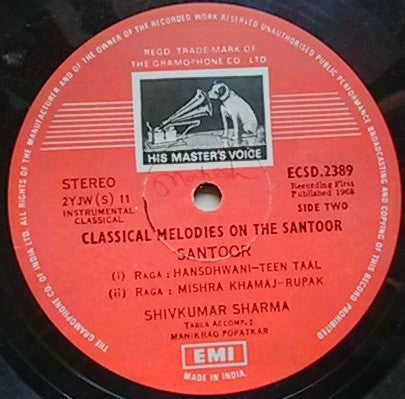 ALL RIGHTS OF THE MANUFACTURER AND OF THE OWNER OF THE RECORDED WORK RESERVED UNAUTHORISED PUBLIC PERFORMANCE BROADCASTING AND COPYING OF THIS RECORD PROHIBITED
THE GRAMOPHONE CO. OF INDIA LTD.
REGD. TRADE MARK OF
THE GRAMOPHONE CO., LTD
HIS MASTER'S VOICE
STEREO
2YJW (S) 11
INSTRUMENTAL
CLASSICAL
ECSD.2389
Recording First
Published 1968
SIDE TWO
CLASSICAL MELODIES ON THE SANTOOR
SANTOOR
(i) RAGA : HANSDHWANI-TEEN TAAL
(ii) RAGA : MISHRA KHAMAJ-RUPAK
SHIVKUMAR SHARMA
TABLA ACCOMP.:
MANIKRAO POPATKAR
EMI
MADE IN INDIA.